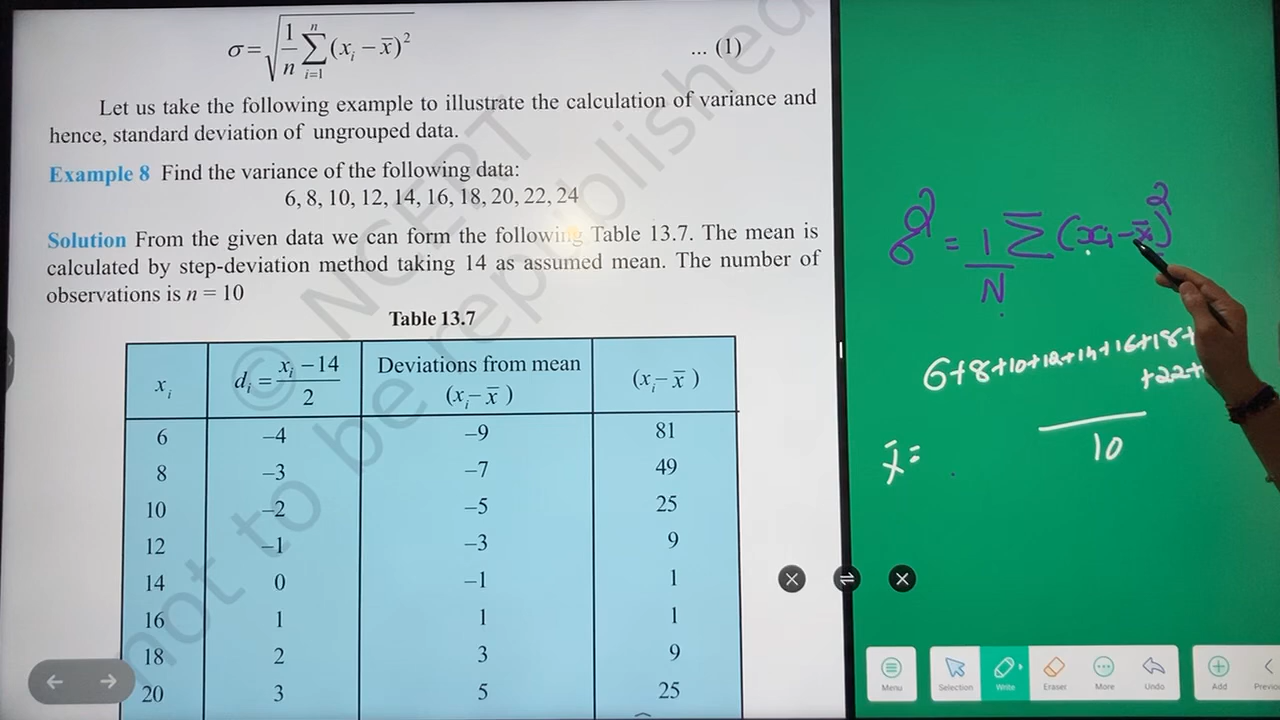 σ = √(1/n ∑_{i=1}^{n} (xᵢ – x̄)²) ... (1)
Let us take the following example to illustrate the calculation of variance and
hence, standard deviation of ungrouped data.
Example 8 Find the variance of the following data:
6, 8, 10, 12, 14, 16, 18, 20, 22, 24
Solution From the given data we can form the following Table 13.7. The mean is
calculated by step-deviation method taking 14 as assumed mean. The number of
observations is n = 10
Table 13.7
xᵢ dᵢ = (xᵢ – 14)/2 Deviations from mean (xᵢ – x̄) (xᵢ – x̄)
6 –4 –9 81
8 –3 –7 49
10 –2 –5 25
12 –1 –3 9
14 0 –1 1
16 1 1 1
18 2 3 9
20 3 5 25
© NCERT
not to be republished
σ² = 1/N ∑ (xᵢ – x̄)²
6+8+10+12+14+16+18+
+22+
x̄ =
10
Menu
Selection
Write
Eraser
More
Undo
Add